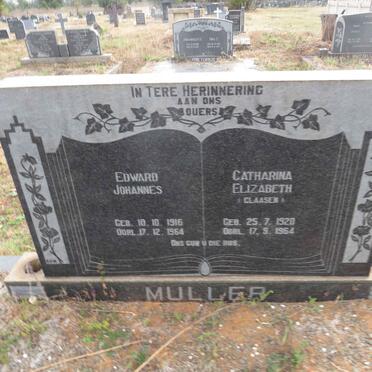 IN TERE HERINNERING
AAN ONS
OUERS
EDWARD
JOHANNES
GEB. 10. 10. 1916
OORL. 17. 12. 1964
CATHARINA
ELIZABETH
( CLAASEN )
GEB. 25. 7. 1920
OORL. 17. 9. 1964
ONS GUN U DIE RUS.
MULLER